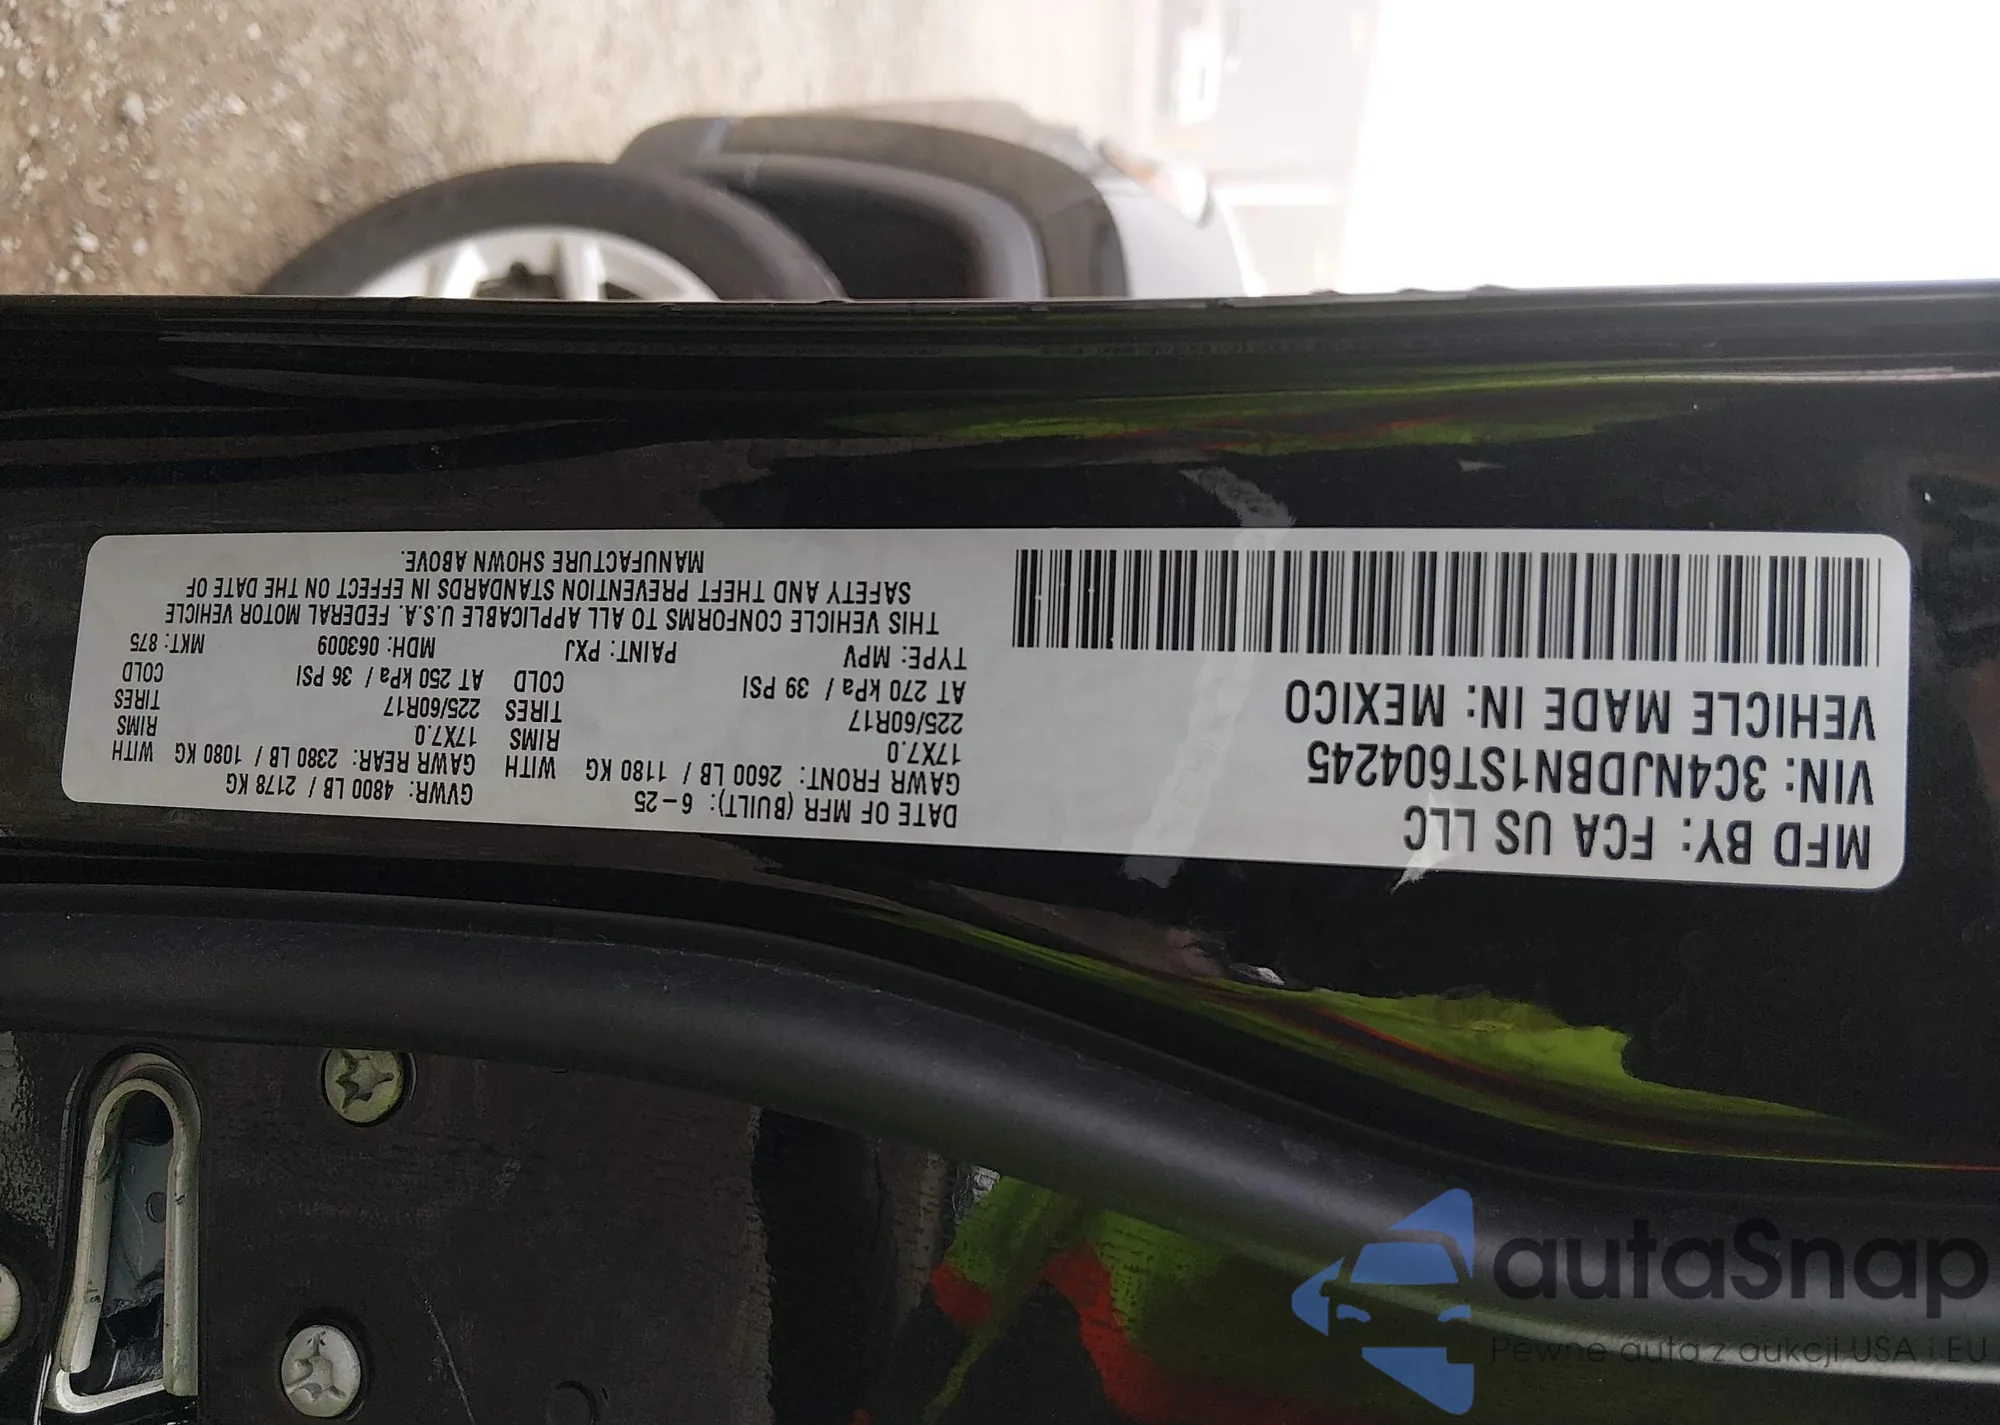 MFD BY: FCA US LLC
VIN: 3C4NJDBN1ST604245
VEHICLE MADE IN: MEXICO
DATE OF MFR (BUILT): 6-25 GVWR: 4800 LB / 2178 KG
GAWR FRONT: 2600 LB / 1180 KG WITH GAWR REAR: 2380 LB / 1080 KG WITH
17X7.0 RIMS 17X7.0 RIMS
225/60R17 TIRES 225/60R17 TIRES
AT 270 kPa / 39 PSI COLD AT 250 kPa / 36 PSI COLD
TYPE: MPV PAINT: PXJ MDH: 063009 MKT: 875
THIS VEHICLE CONFORMS TO ALL APPLICABLE U.S.A. FEDERAL MOTOR VEHICLE
SAFETY AND THEFT PREVENTION STANDARDS IN EFFECT ON THE DATE OF
MANUFACTURE SHOWN ABOVE.
autaSnap
Pewne auta z aukcji USA i EU